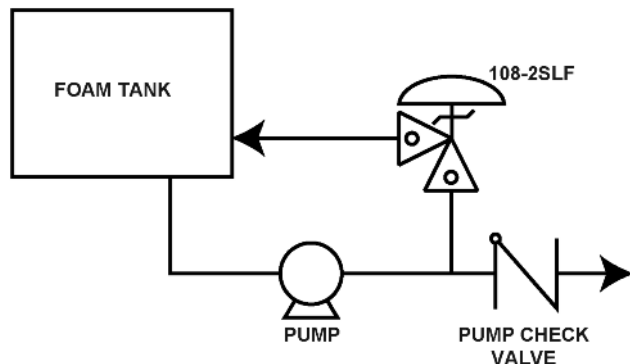 108-2SLF
FOAM TANK
PUMP
PUMP CHECK
VALVE